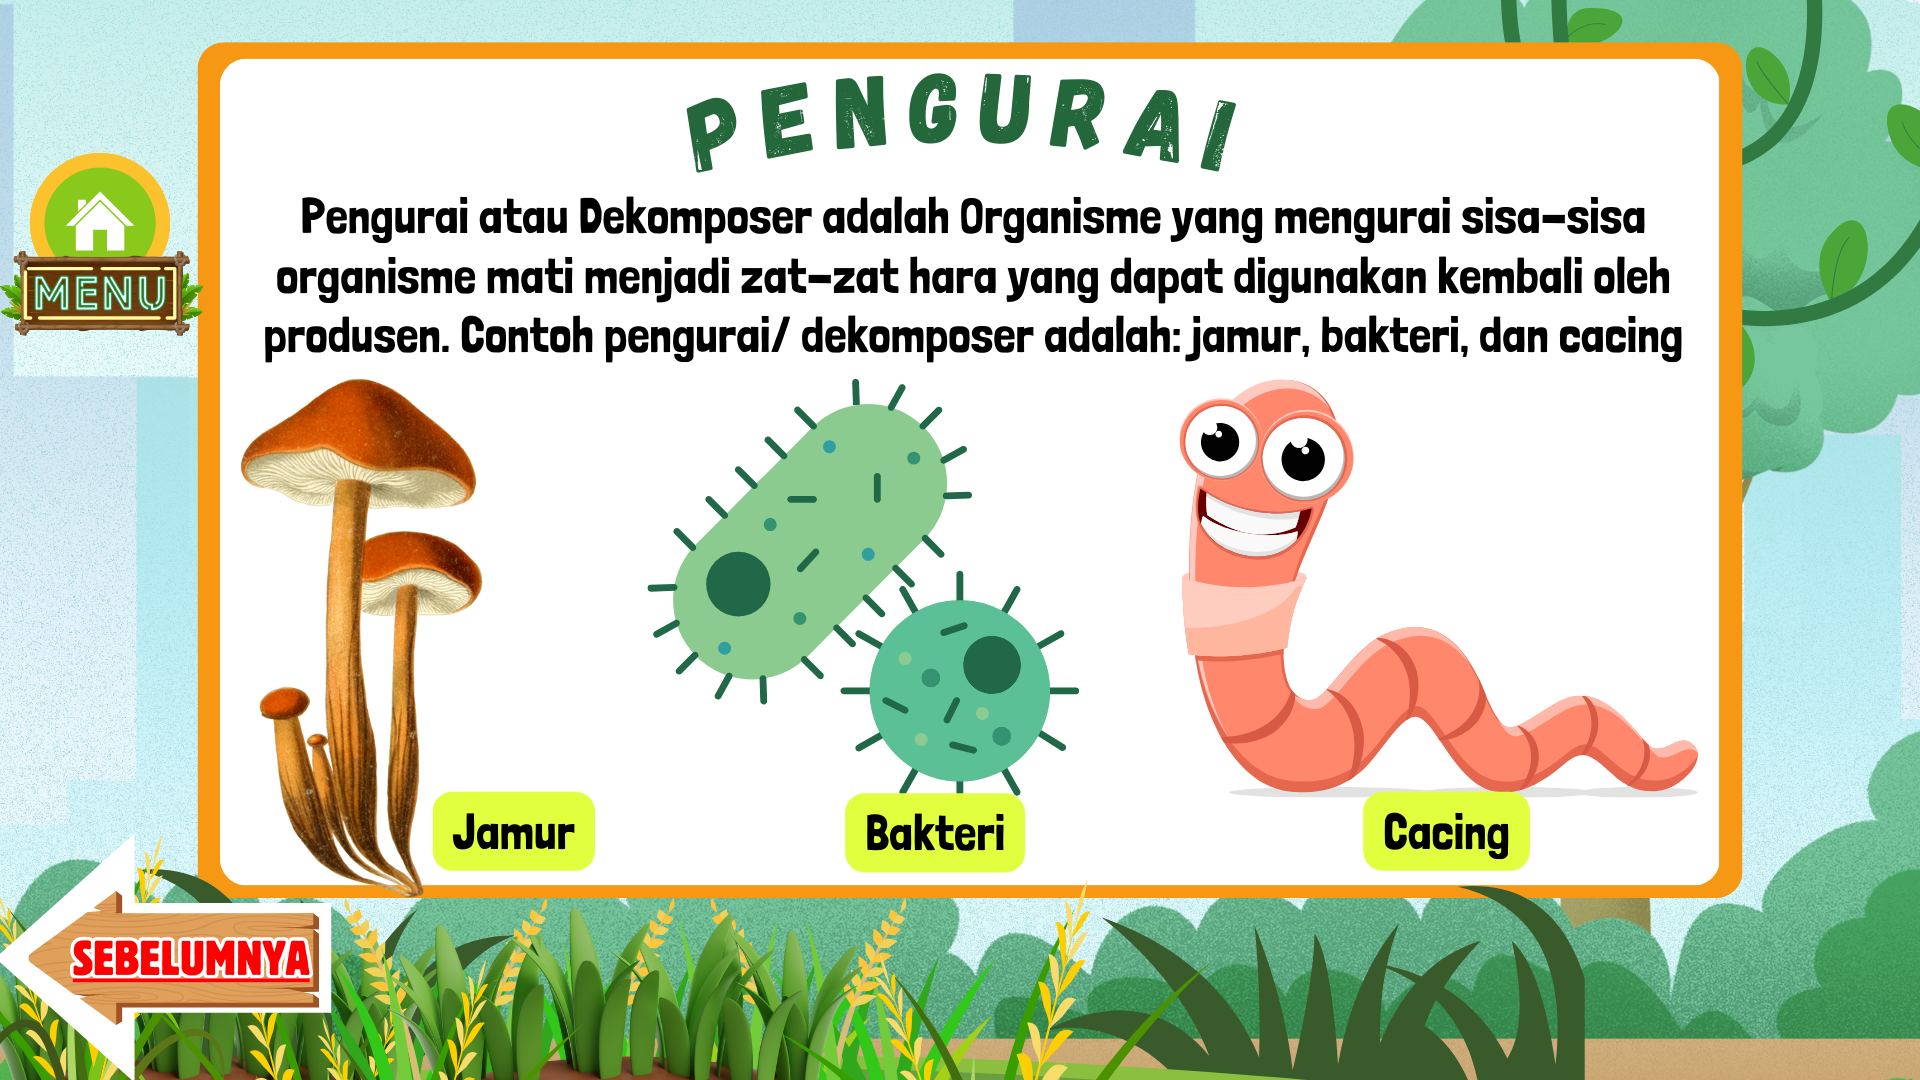 PENGURAI
Pengurai atau Dekomposer adalah Organisme yang mengurai sisa-sisa
organisme mati menjadi zat-zat hara yang dapat digunakan kembali oleh
produsen. Contoh pengurai/ dekomposer adalah: jamur, bakteri, dan cacing
MENU
Jamur
Bakteri
Cacing
SEBELUMNYA